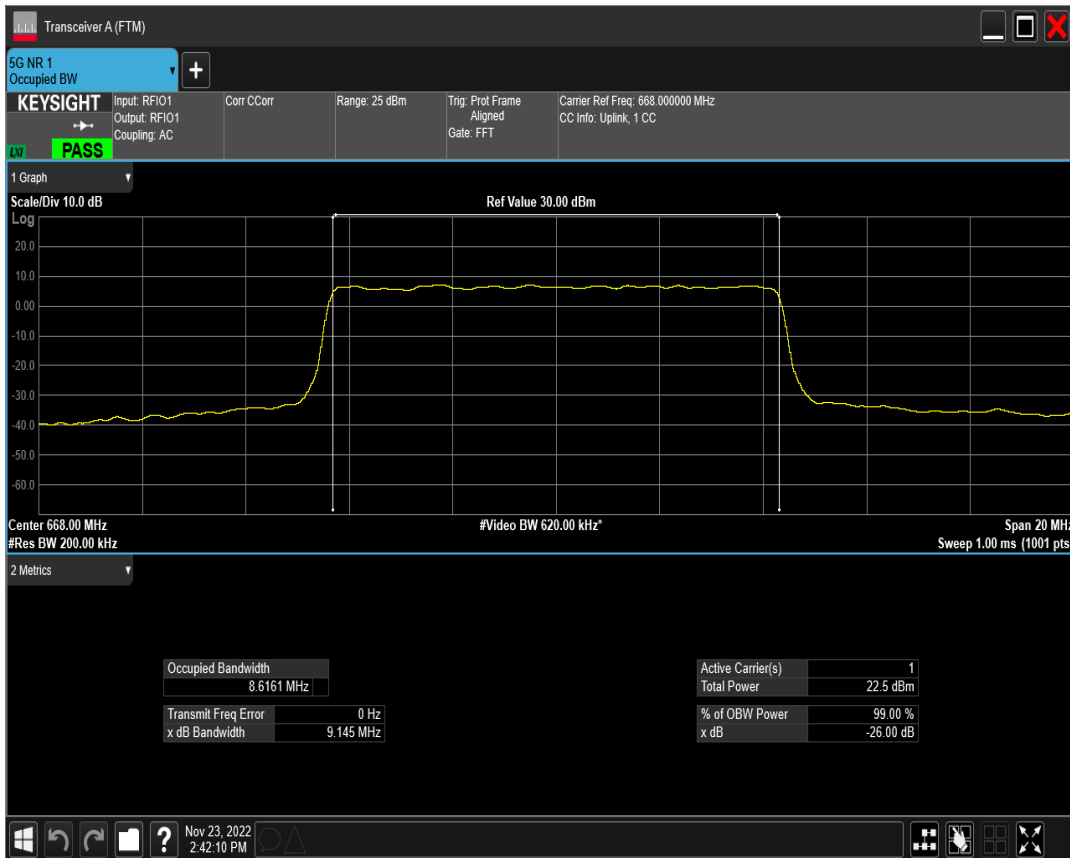 Transceiver A (FTM)
5G NR 1
Occupied BW
+
KEYSIGHT
LXI
PASS
Input: RFIO1
Output: RFIO1
Coupling: AC
Corr CCorr
Range: 25 dBm
Trig: Prot Frame
Aligned
Gate: FFT
Carrier Ref Freq: 668.000000 MHz
CC Info: Uplink, 1 CC
1 Graph
Scale/Div 10.0 dB
Ref Value 30.00 dBm
Log
20.0
10.0
0.00
-10.0
-20.0
-30.0
-40.0
-50.0
-60.0
Center 668.00 MHz
#Video BW 620.00 kHz*
Span 20 MHz
#Res BW 200.00 kHz
Sweep 1.00 ms (1001 pts
2 Metrics
Occupied Bandwidth
8.6161 MHz
Transmit Freq Error 0 Hz
x dB Bandwidth 9.145 MHz
Active Carrier(s) 1
Total Power 22.5 dBm
% of OBW Power 99.00 %
x dB -26.00 dB
?
Nov 23, 2022
2:42:10 PM